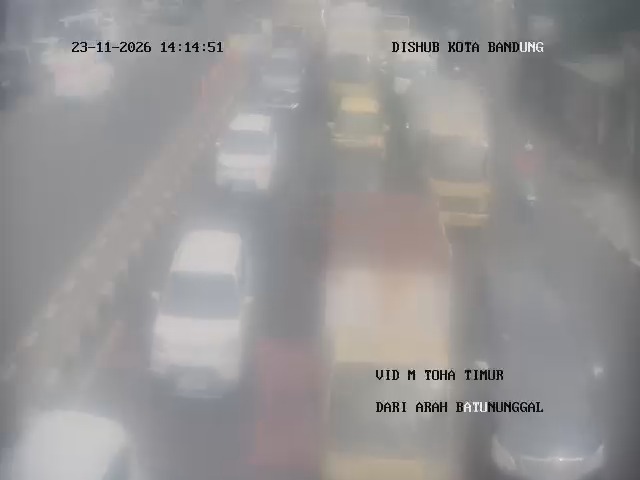 23-11-2026 14:14:51
DISHUB KOTA BANDUNG
VID M TOHA TIMUR
DARI ARAH BATUNUNGGAL